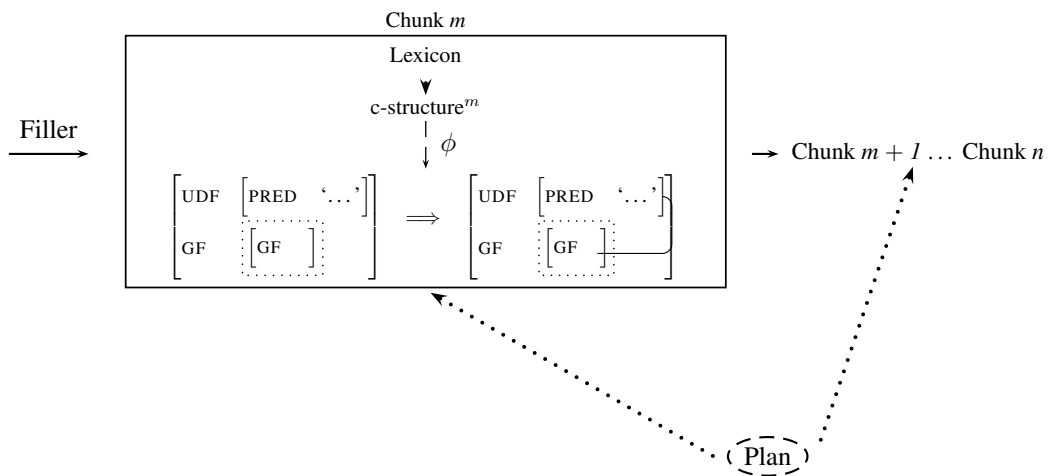 Chunk m
Lexicon
c-structure^m
Filler
ϕ
Chunk m + 1 … Chunk n
UDF [PRED ‘…’]
GF [GF ]
⟹
UDF [PRED ‘…’]
GF [GF ]
Plan